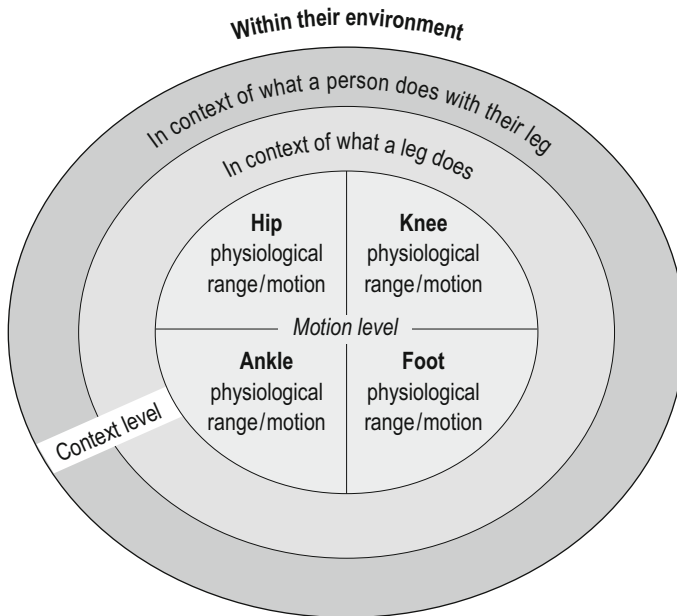 Within their environment
In context of what a person does with their leg
In context of what a leg does
Hip
physiological
range/motion
Knee
physiological
range/motion
Motion level
Ankle
physiological
range/motion
Foot
physiological
range/motion
Context level